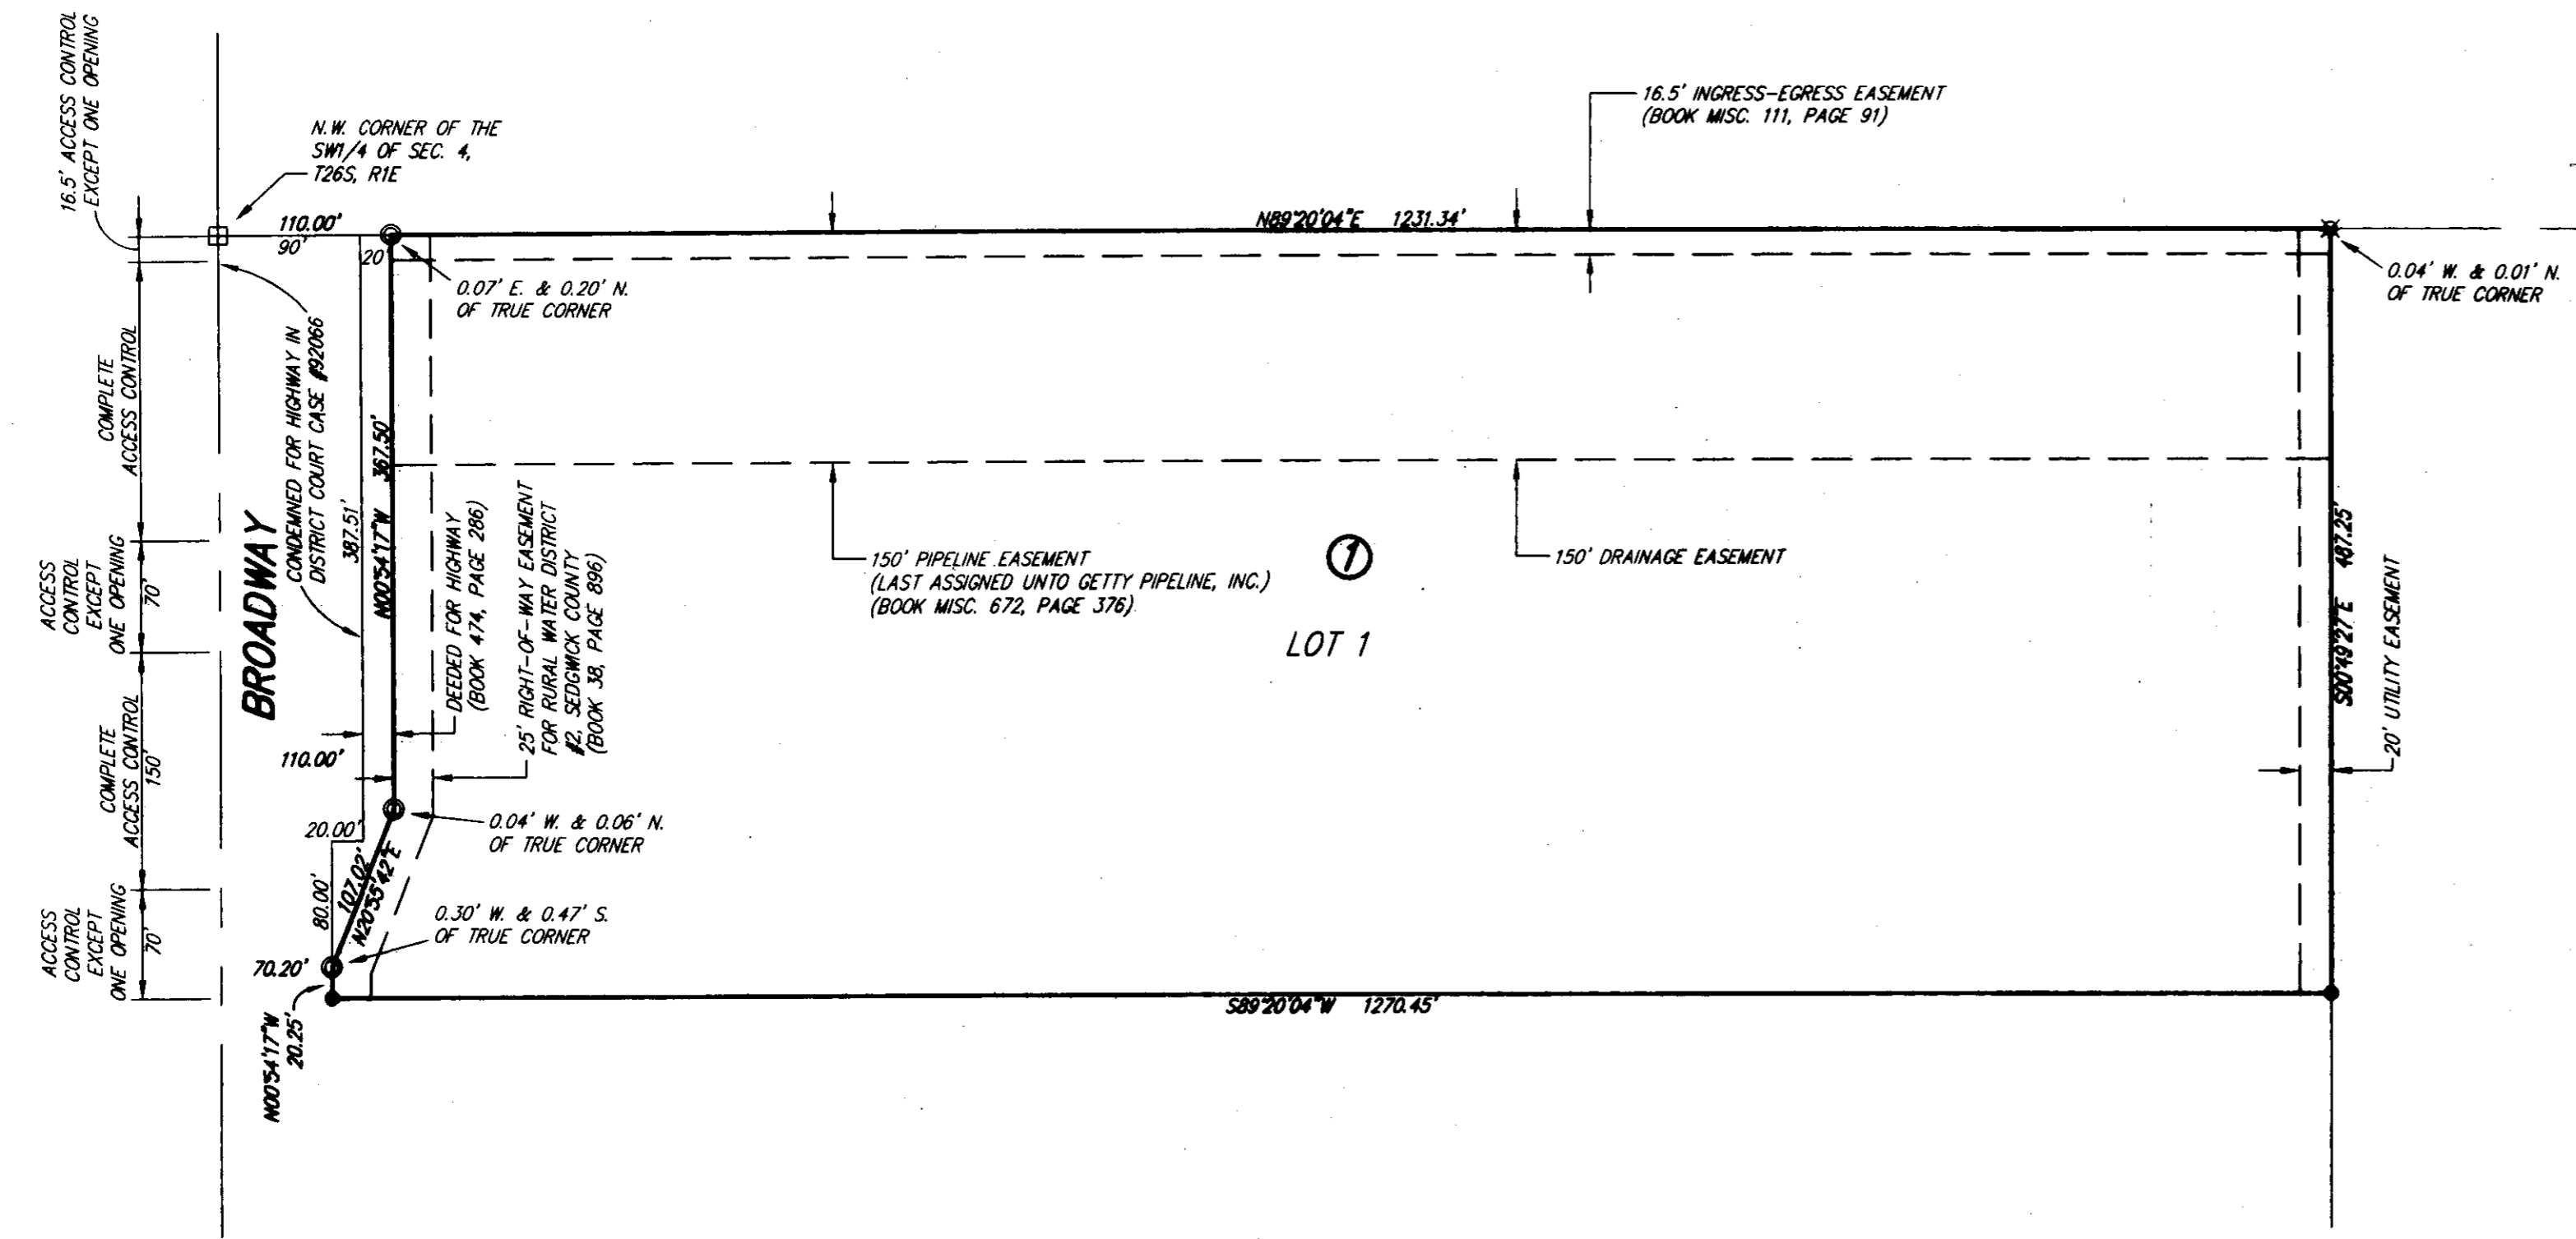 16.5' ACCESS CONTROL
EXCEPT ONE OPENING
N.W. CORNER OF THE
SW1/4 OF SEC. 4,
T26S, R1E
16.5' INGRESS-EGRESS EASEMENT
(BOOK MISC. 111, PAGE 91)
110.00'
90'
20'
N89°20'04"E 1231.34'
0.07' E. & 0.20' N.
OF TRUE CORNER
0.04' W. & 0.01' N.
OF TRUE CORNER
COMPLETE
ACCESS CONTROL
CONDEMNED FOR HIGHWAY IN
DISTRICT COURT CASE #92066
387.51'
N00°54'17"W 367.50'
BROADWAY
ACCESS
CONTROL
EXCEPT
ONE OPENING
70'
DEEDED FOR HIGHWAY
(BOOK 474, PAGE 286)
25' RIGHT-OF-WAY EASEMENT
FOR RURAL WATER DISTRICT
#2, SEDGWICK COUNTY
(BOOK 38, PAGE 896)
150' PIPELINE EASEMENT
(LAST ASSIGNED UNTO GETTY PIPELINE, INC.)
(BOOK MISC. 672, PAGE 376)
1
LOT 1
150' DRAINAGE EASEMENT
S00°49'27"E 487.25'
20' UTILITY EASEMENT
COMPLETE
ACCESS CONTROL
150'
110.00'
20.00'
0.04' W. & 0.06' N.
OF TRUE CORNER
80.00'
107.02'
N20°55'42"E
0.30' W. & 0.47' S.
OF TRUE CORNER
ACCESS
CONTROL
EXCEPT
ONE OPENING
70'
70.20'
N00°54'17"W
20.25'
S89°20'04"W 1270.45'